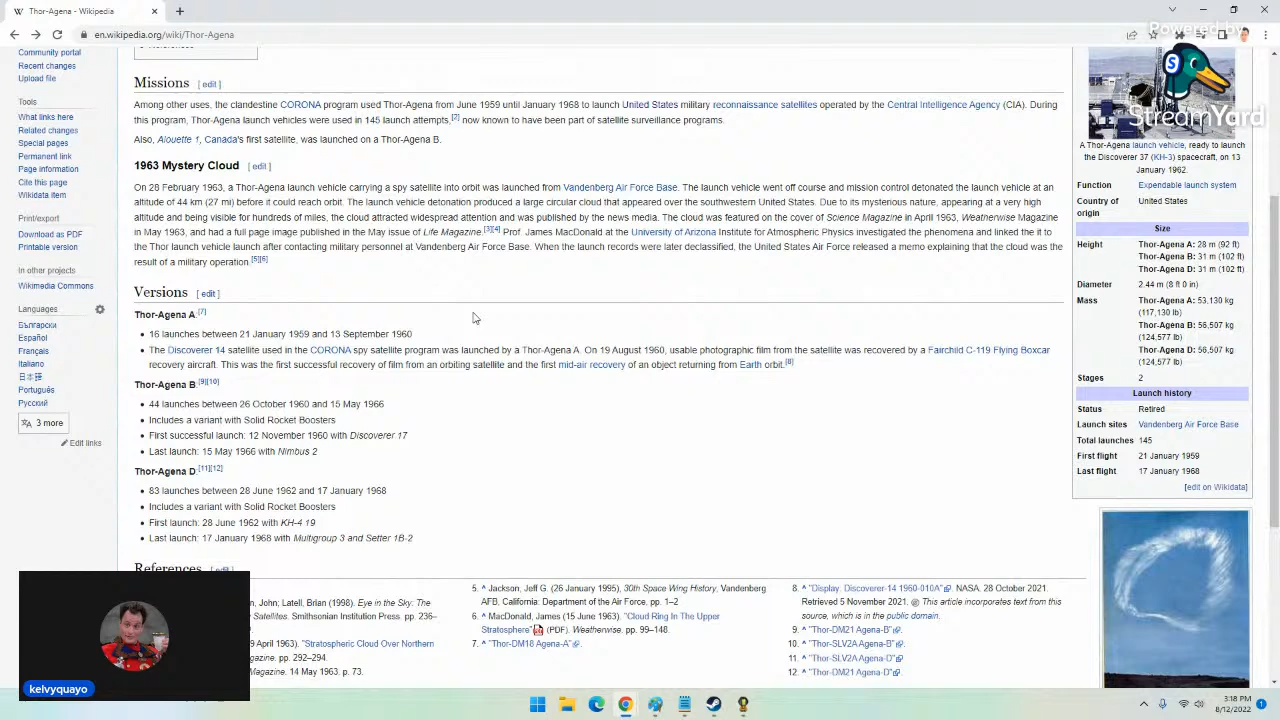 Thor-Agena - Wikipedia
en.wikipedia.org/wiki/Thor-Agena
Powered by
StreamYard
Community portal
Recent changes
Upload file
Tools
What links here
Related changes
Special pages
Permanent link
Page information
Cite this page
Wikidata item
Print/export
Download as PDF
Printable version
In other projects
Wikimedia Commons
Languages
Български
Español
Français
Italiano
日本語
Português
Русский
3 more
Edit links
Missions [ edit ]
Among other uses, the clandestine CORONA program used Thor-Agena from June 1959 until January 1968 to launch United States military reconnaissance satellites operated by the Central Intelligence Agency (CIA). During
this program, Thor-Agena launch vehicles were used in 145 launch attempts,[2] now known to have been part of satellite surveillance programs.
Also, Alouette 1, Canada's first satellite, was launched on a Thor-Agena B.
1963 Mystery Cloud [ edit ]
On 28 February 1963, a Thor-Agena launch vehicle carrying a spy satellite into orbit was launched from Vandenberg Air Force Base. The launch vehicle went off course and mission control detonated the launch vehicle at an
altitude of 44 km (27 mi) before it could reach orbit. The launch vehicle detonation produced a large circular cloud that appeared over the southwestern United States. Due to its mysterious nature, appearing at a very high
altitude and being visible for hundreds of miles, the cloud attracted widespread attention and was published by the news media. The cloud was featured on the cover of Science Magazine in April 1963, Weatherwise Magazine
in May 1963, and had a full page image published in the May issue of Life Magazine.[3][4] Prof. James MacDonald at the University of Arizona Institute for Atmospheric Physics investigated the phenomena and linked the it to
the Thor launch vehicle launch after contacting military personnel at Vandenberg Air Force Base. When the launch records were later declassified, the United States Air Force released a memo explaining that the cloud was the
result of a military operation.[5][6]
Versions [ edit ]
Thor-Agena A:[7]
16 launches between 21 January 1959 and 13 September 1960
The Discoverer 14 satellite used in the CORONA spy satellite program was launched by a Thor-Agena A. On 19 August 1960, usable photographic film from the satellite was recovered by a Fairchild C-119 Flying Boxcar
recovery aircraft. This was the first successful recovery of film from an orbiting satellite and the first mid-air recovery of an object returning from Earth orbit.[8]
Thor-Agena B:[9][10]
44 launches between 26 October 1960 and 15 May 1966
Includes a variant with Solid Rocket Boosters
First successful launch: 12 November 1960 with Discoverer 17
Last launch: 15 May 1966 with Nimbus 2
Thor-Agena D:[11][12]
83 launches between 28 June 1962 and 17 January 1968
Includes a variant with Solid Rocket Boosters
First launch: 28 June 1962 with KH-4 19
Last launch: 17 January 1968 with Multigroup 3 and Setter 1B-2
References [ edit ]
, John; Latell, Brian (1998). Eye in the Sky: The
Satellites. Smithsonian Institution Press. pp. 236–
April 1963). "Stratospheric Cloud Over Northern
pp. 292–294.
Magazine. 14 May 1963. p. 73.
5. ^ Jackson, Jeff G. (26 January 1995), 30th Space Wing History, Vandenberg
AFB, California: Department of the Air Force. pp. 1–2
6. ^ MacDonald, James (15 June 1963). "Cloud Ring In The Upper
Stratosphere" (PDF). Weatherwise. pp. 99–148.
7. ^ "Thor-DM18 Agena-A".
8. ^ "Display: Discoverer-14 1960-010A". NASA. 28 October 2021.
Retrieved 5 November 2021. This article incorporates text from this
source, which is in the public domain.
9. ^ "Thor-DM21 Agena-B".
10. ^ "Thor-SLV2A Agena-B".
11. ^ "Thor-SLV2A Agena-D".
12. ^ "Thor-DM21 Agena-D".
A Thor-Agena launch vehicle, ready to launch
the Discoverer 37 (KH-3) spacecraft, on 13
January 1962.
Function Expendable launch system
Country of origin United States
Size
Height Thor-Agena A: 28 m (92 ft)
Thor-Agena B: 31 m (102 ft)
Thor-Agena D: 31 m (102 ft)
Diameter 2.44 m (8 ft 0 in)
Mass Thor-Agena A: 53,130 kg
(117,130 lb)
Thor-Agena B: 56,507 kg
(124,577 lb)
Thor-Agena D: 56,507 kg
(124,577 lb)
Stages 2
Launch history
Status Retired
Launch sites Vandenberg Air Force Base
Total launches 145
First flight 21 January 1959
Last flight 17 January 1968
[edit on Wikidata]
kelvyquayo
3:18 PM
8/12/2022